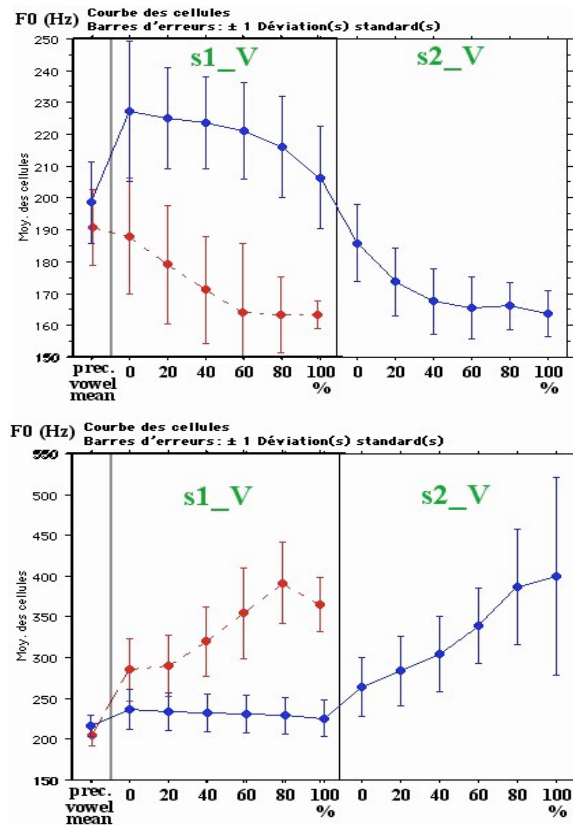 F0 (Hz) Courbe des cellules
Barres d'erreurs: ± 1 Déviation(s) standard(s)
250
240
230
220
210
200
190
180
170
160
150
Moy. des cellules
s1_V s2_V
prec. vowel mean
0 20 40 60 80 100 0 20 40 60 80 100
% %
F0 (Hz) Courbe des cellules
Barres d'erreurs: ± 1 Déviation(s) standard(s)
550
500
450
400
350
300
250
200
150
Moy. des cellules
s1_V s2_V
prec. vowel mean
0 20 40 60 80 100 0 20 40 60 80 100
% %